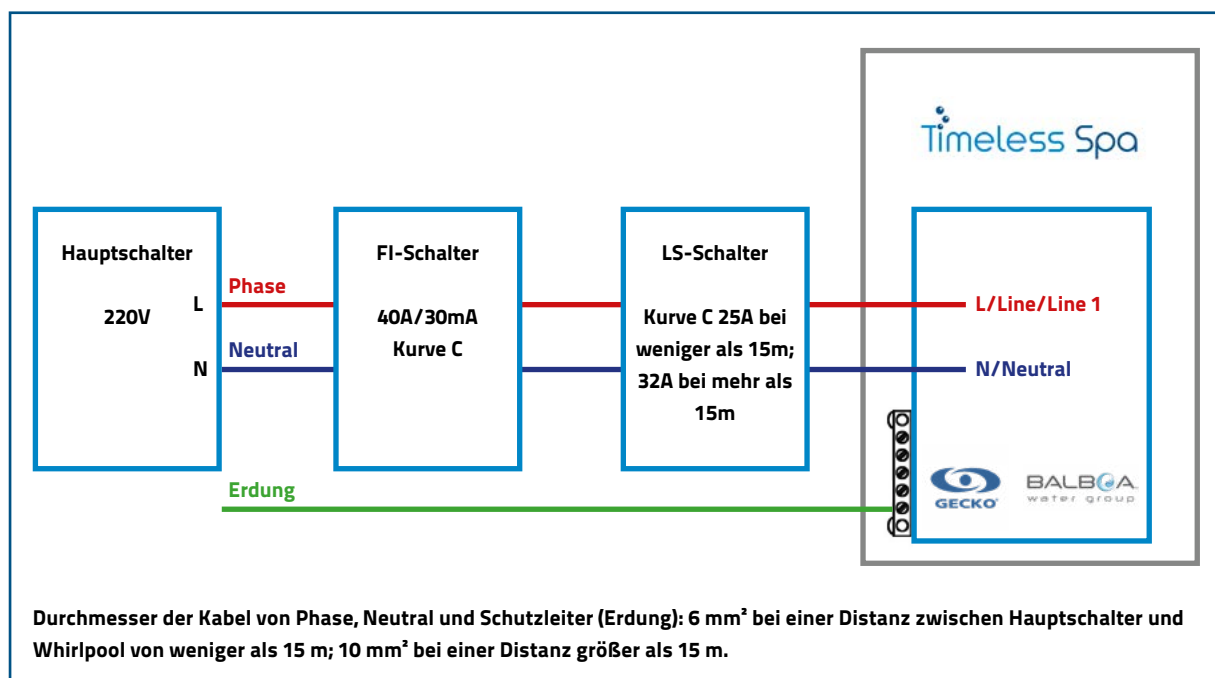 Timeless Spa
Hauptschalter
220V
L
N
Phase
Neutral
Erdung
FI-Schalter
40A/30mA
Kurve C
LS-Schalter
Kurve C 25A bei
weniger als 15m;
32A bei mehr als
15m
L/Line/Line 1
N/Neutral
GECKO®
BALBOA
water group
Durchmesser der Kabel von Phase, Neutral und Schutzleiter (Erdung): 6 mm² bei einer Distanz zwischen Hauptschalter und
Whirlpool von weniger als 15 m; 10 mm² bei einer Distanz größer als 15 m.